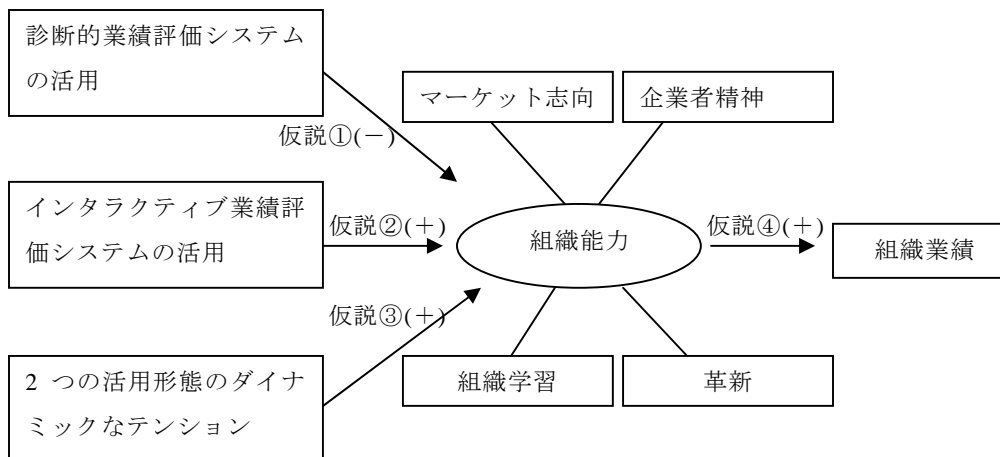 診断的業績評価システム
の活用
マーケット志向
企業者精神
仮説①(－)
インタラクティブ業績評
価システムの活用
仮説②(＋)
組織能力
仮説④(＋)
組織業績
仮説③(＋)
2 つの活用形態のダイナ
ミックなテンション
組織学習
革新